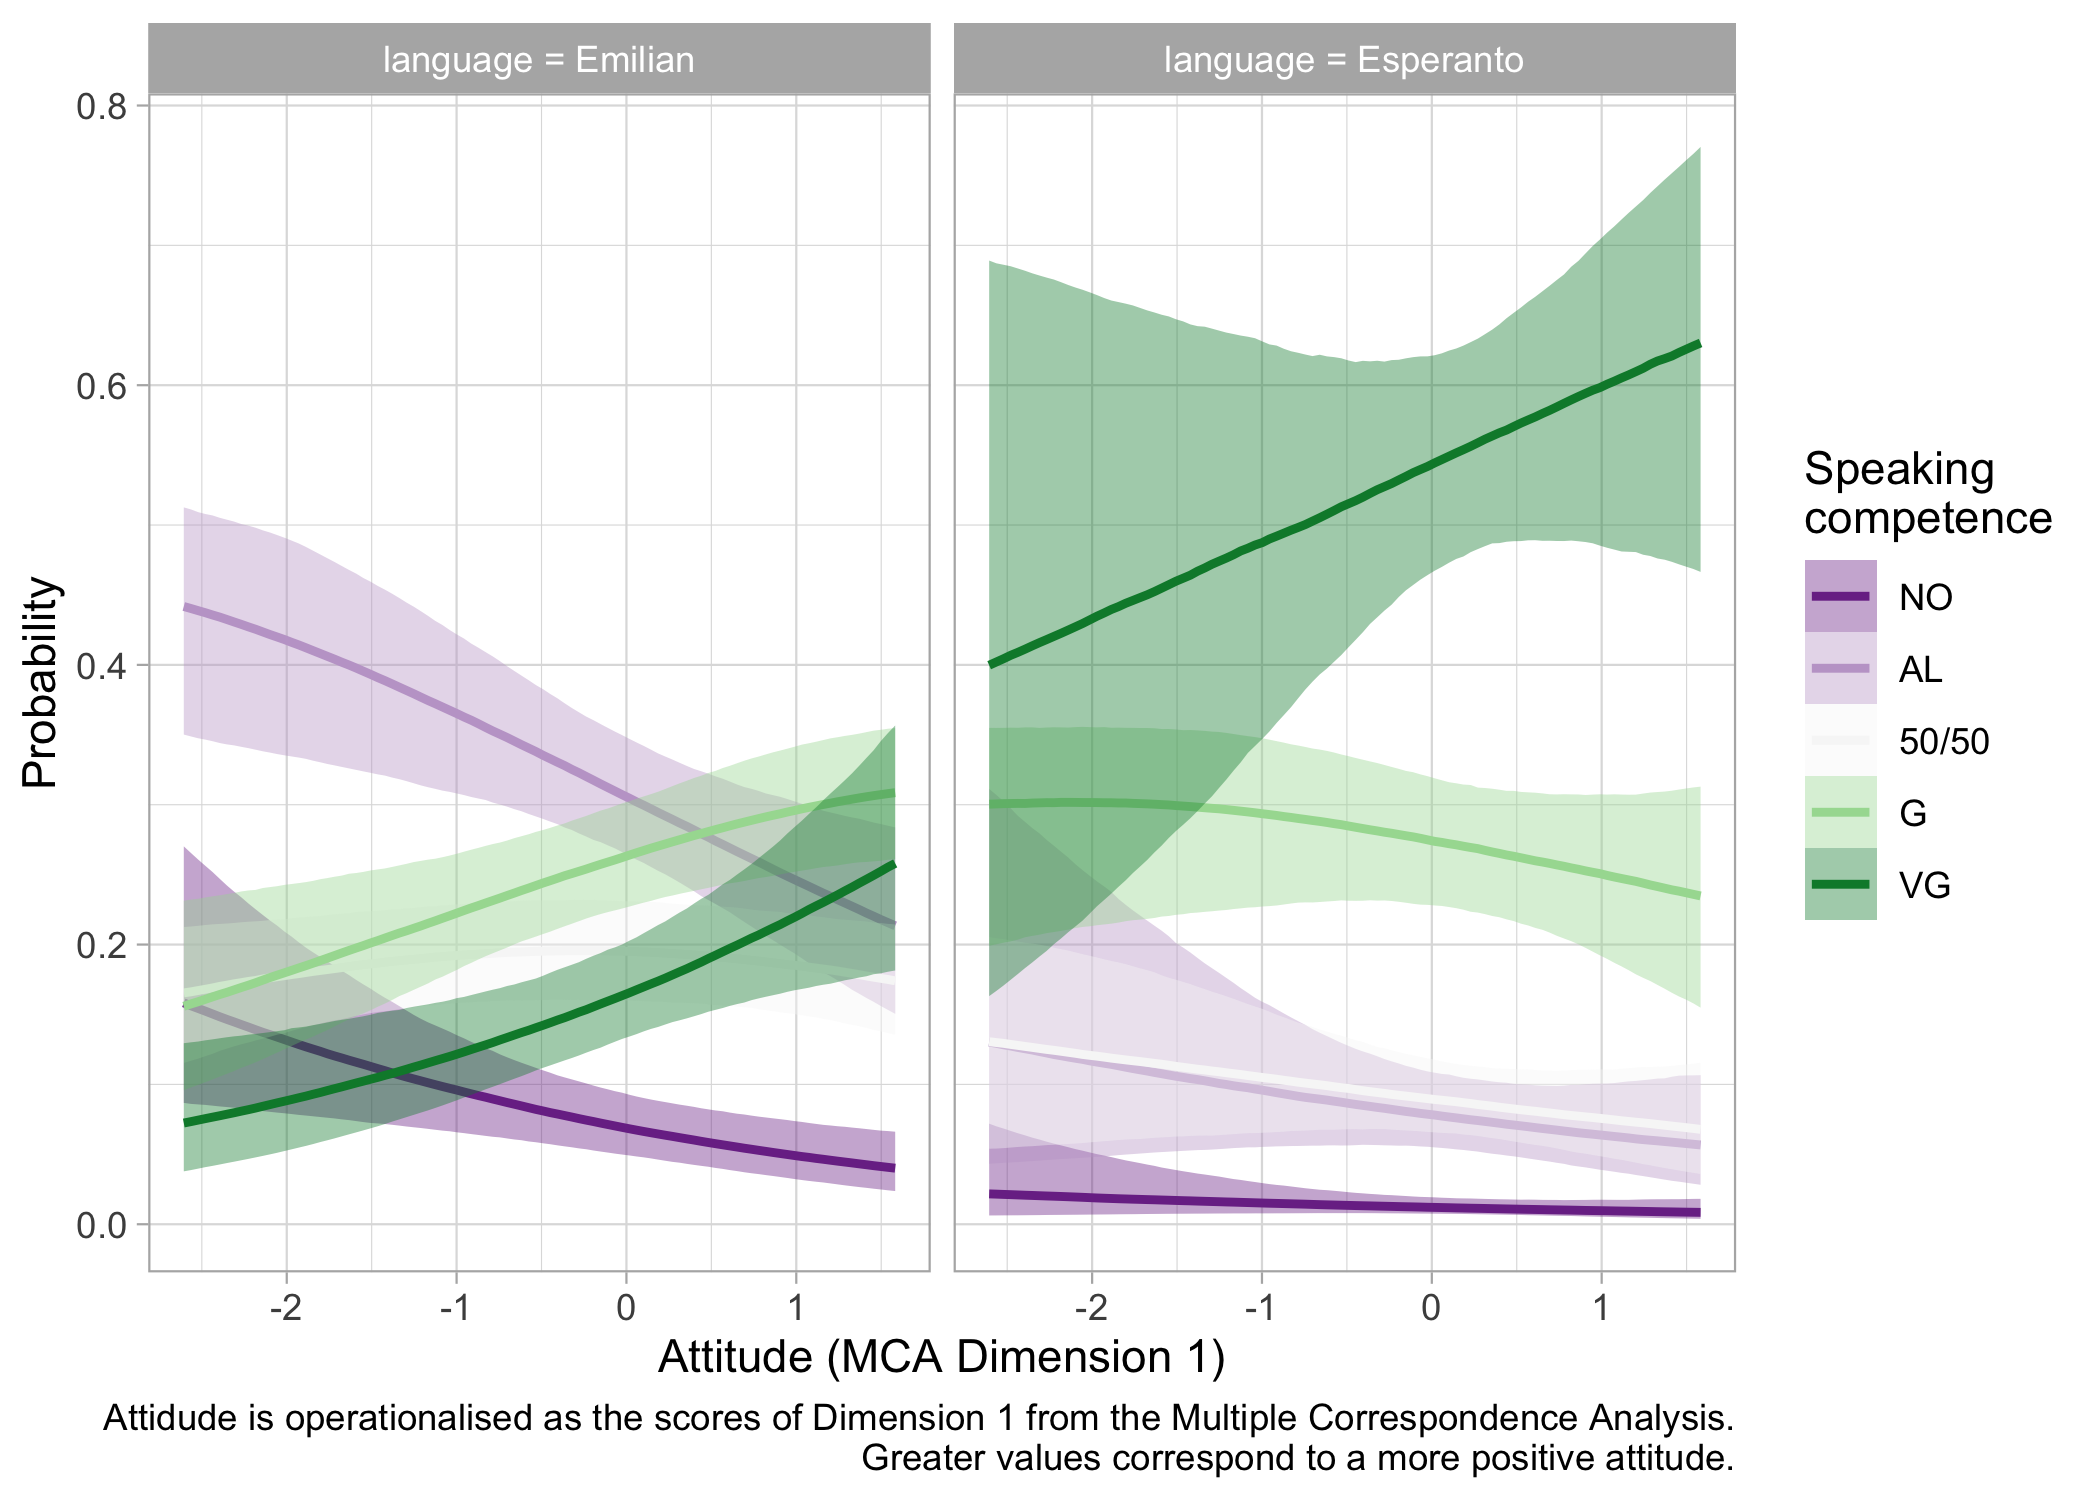 language = Emilian
language = Esperanto
0.8
0.6
0.4
0.2
0.0
Probability
-2
-1
0
1
-2
-1
0
1
Attitude (MCA Dimension 1)
Speaking
competence
NO
AL
50/50
G
VG
Attidude is operationalised as the scores of Dimension 1 from the Multiple Correspondence Analysis.
Greater values correspond to a more positive attitude.